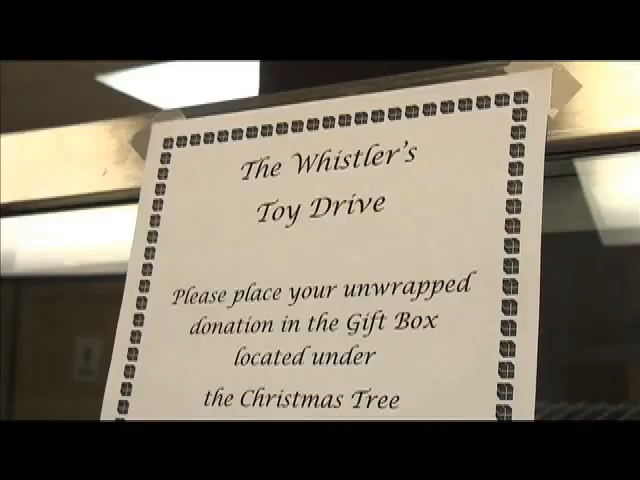 The Whistler's
Toy Drive
Please place your unwrapped
donation in the Gift Box
located under
the Christmas Tree